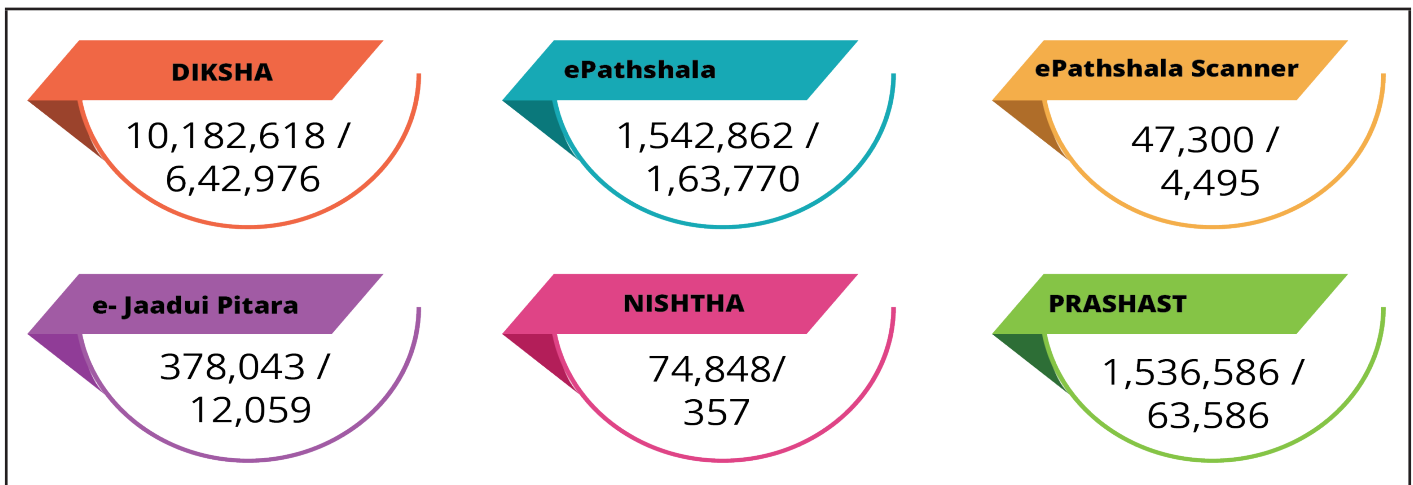 DIKSHA
10,182,618 /
6,42,976
ePathshala
1,542,862 /
1,63,770
ePathshala Scanner
47,300 /
4,495
e- Jaadui Pitara
378,043 /
12,059
NISHTHA
74,848/
357
PRASHAST
1,536,586 /
63,586